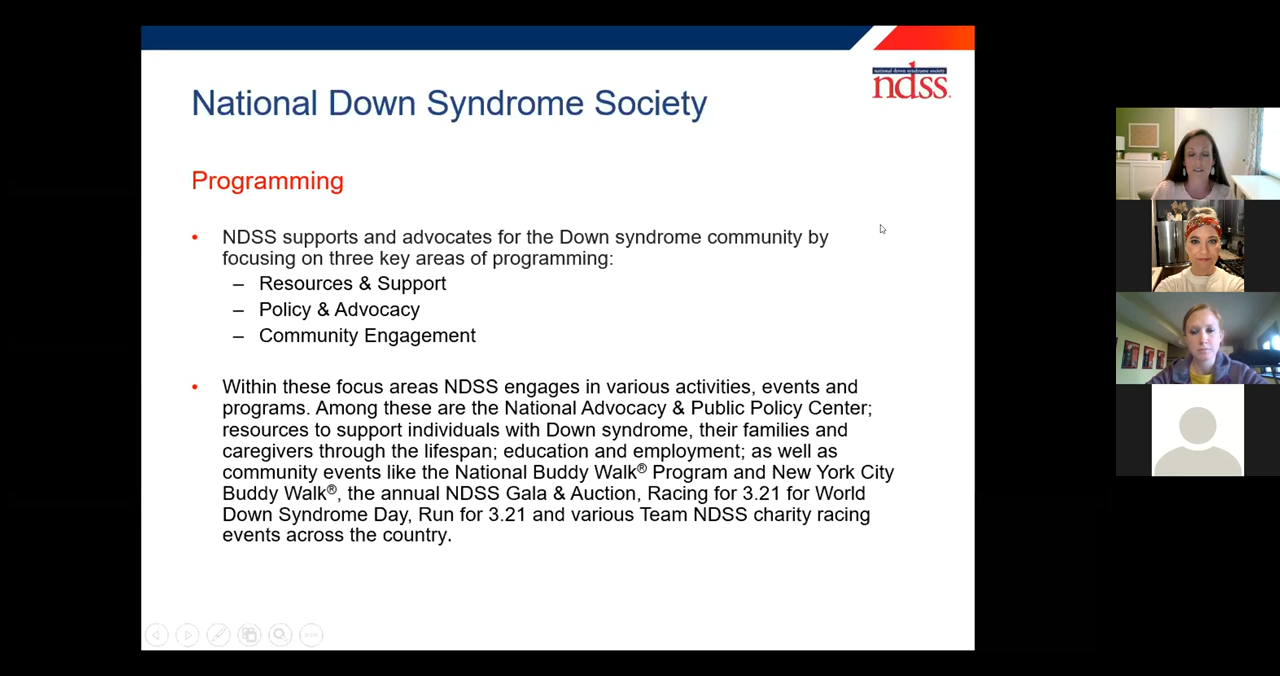 national down syndrome society
ndss
National Down Syndrome Society
Programming
• NDSS supports and advocates for the Down syndrome community by
focusing on three key areas of programming:
– Resources & Support
– Policy & Advocacy
– Community Engagement
• Within these focus areas NDSS engages in various activities, events and
programs. Among these are the National Advocacy & Public Policy Center;
resources to support individuals with Down syndrome, their families and
caregivers through the lifespan; education and employment; as well as
community events like the National Buddy Walk® Program and New York City
Buddy Walk®, the annual NDSS Gala & Auction, Racing for 3.21 for World
Down Syndrome Day, Run for 3.21 and various Team NDSS charity racing
events across the country.